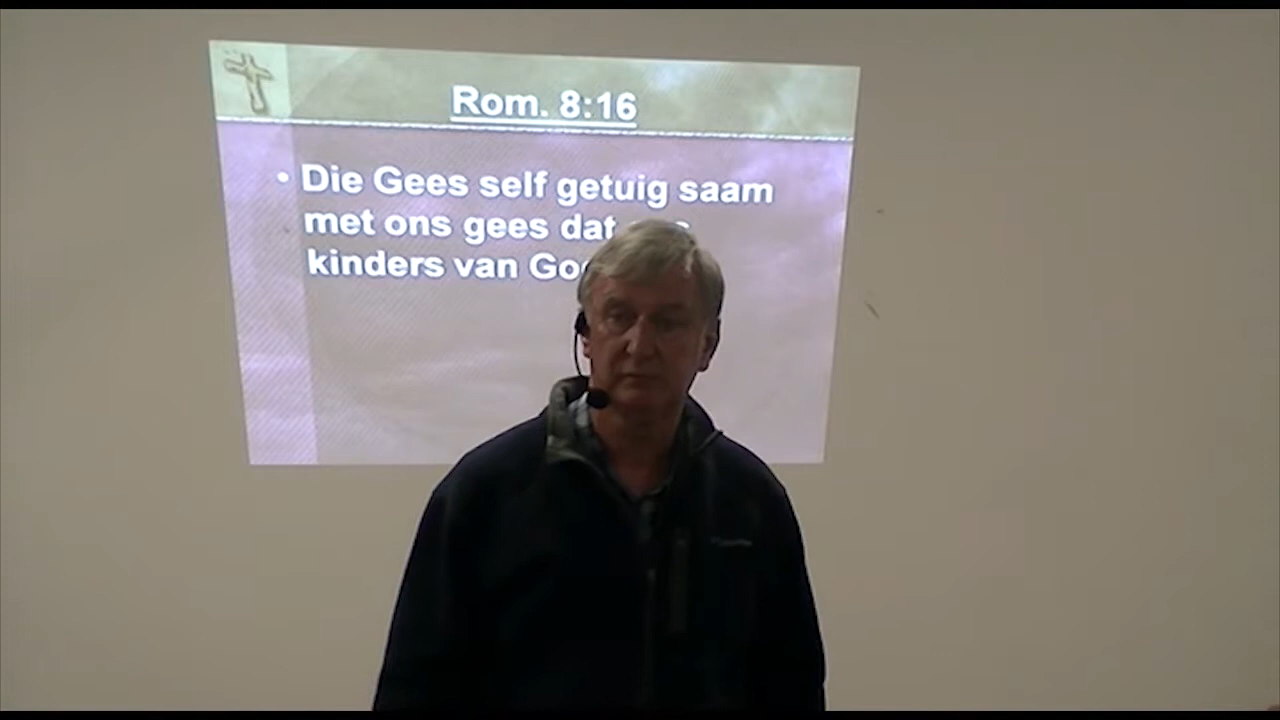 Rom. 8:16
• Die Gees self getuig saam
met ons gees dat
kinders van